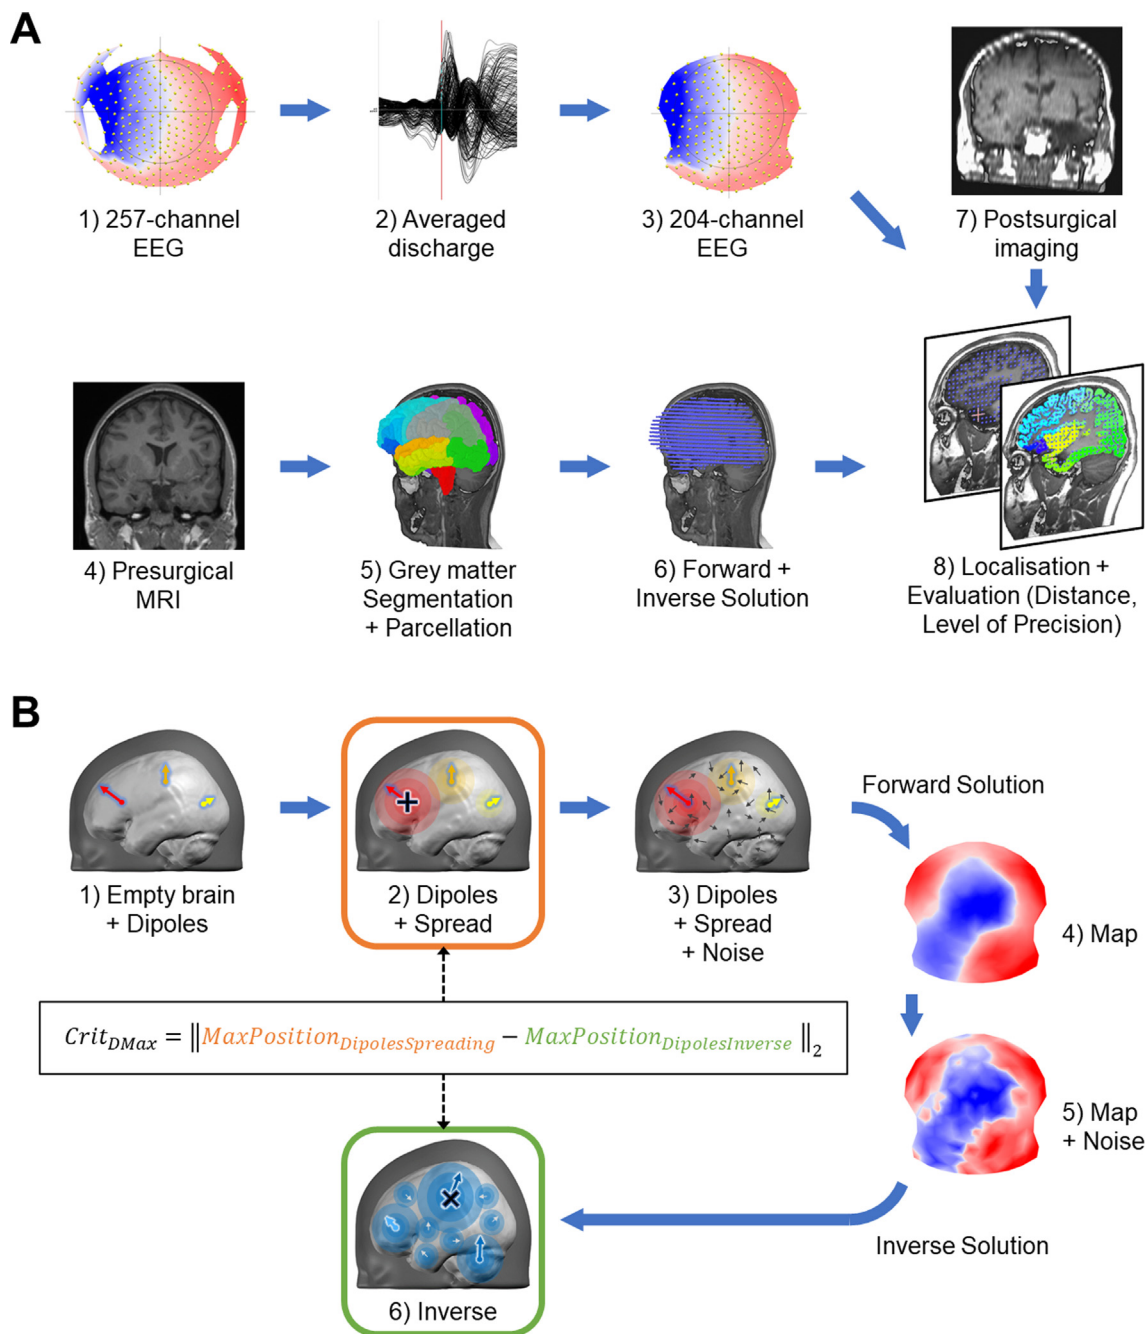 A
1) 257-channel
EEG
2) Averaged
discharge
3) 204-channel
EEG
7) Postsurgical
imaging
4) Presurgical
MRI
5) Grey matter
Segmentation
+ Parcellation
6) Forward +
Inverse Solution
8) Localisation +
Evaluation (Distance,
Level of Precision)
B
1) Empty brain
+ Dipoles
2) Dipoles
+ Spread
3) Dipoles
+ Spread
+ Noise
Forward Solution
4) Map
Crit_DMax = ‖MaxPosition_DipolesSpreading − MaxPosition_DipolesInverse‖_2
5) Map
+ Noise
6) Inverse
Inverse Solution